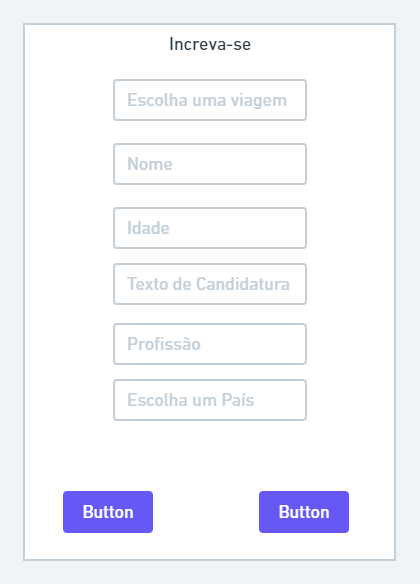 Increva-se
Escolha uma viagem
Nome
Idade
Texto de Candidatura
Profissão
Escolha um País
Button
Button